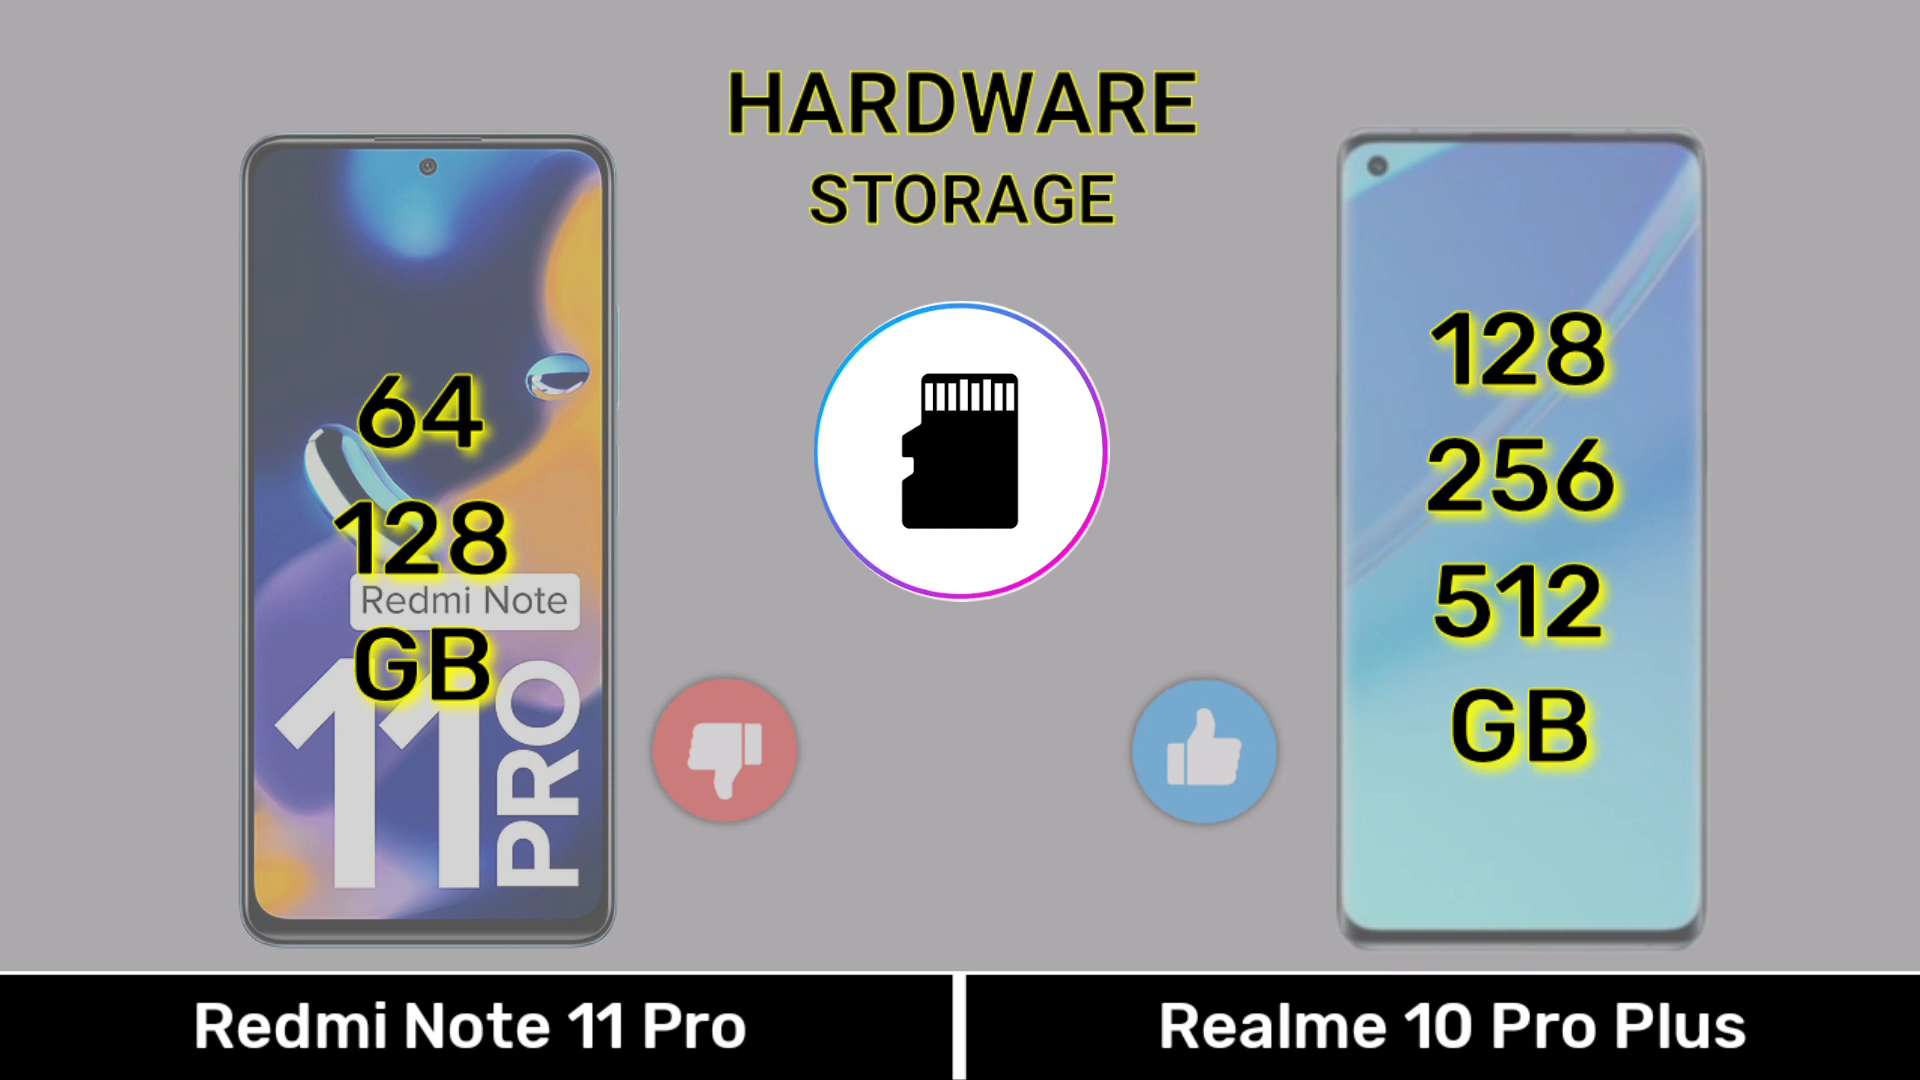 HARDWARE
STORAGE
64
128
GB
Redmi Note
11 PRO
128
256
512
GB
Redmi Note 11 Pro
Realme 10 Pro Plus